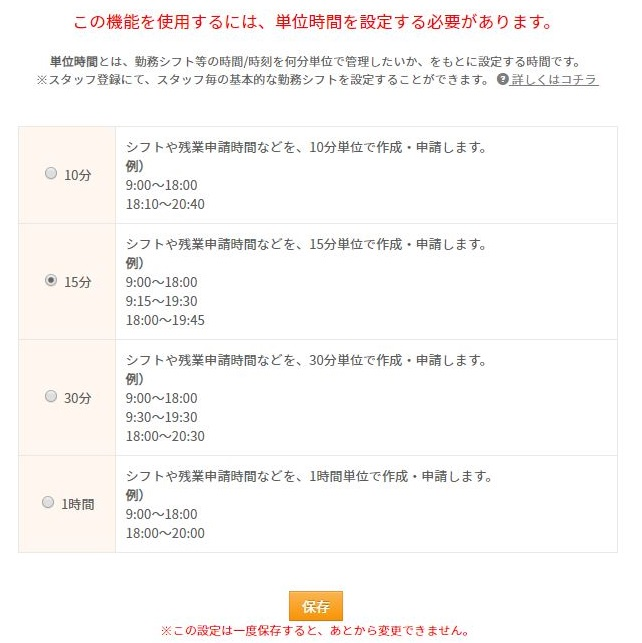 この機能を使用するには、単位時間を設定する必要があります。
単位時間とは、勤務シフト等の時間/時刻を何分単位で管理したいか、をもとに設定する時間です。
※スタッフ登録にて、スタッフ毎の基本的な勤務シフトを設定することができます。 ? 詳しくはコチラ
10分
シフトや残業申請時間などを、10分単位で作成・申請します。
例）
9:00～18:00
18:10～20:40
15分
シフトや残業申請時間などを、15分単位で作成・申請します。
例）
9:00～18:00
9:15～19:30
18:00～19:45
30分
シフトや残業申請時間などを、30分単位で作成・申請します。
例）
9:00～18:00
9:30～19:30
18:00～20:30
1時間
シフトや残業申請時間などを、1時間単位で作成・申請します。
例）
9:00～18:00
18:00～20:00
保存
※この設定は一度保存すると、あとから変更できません。